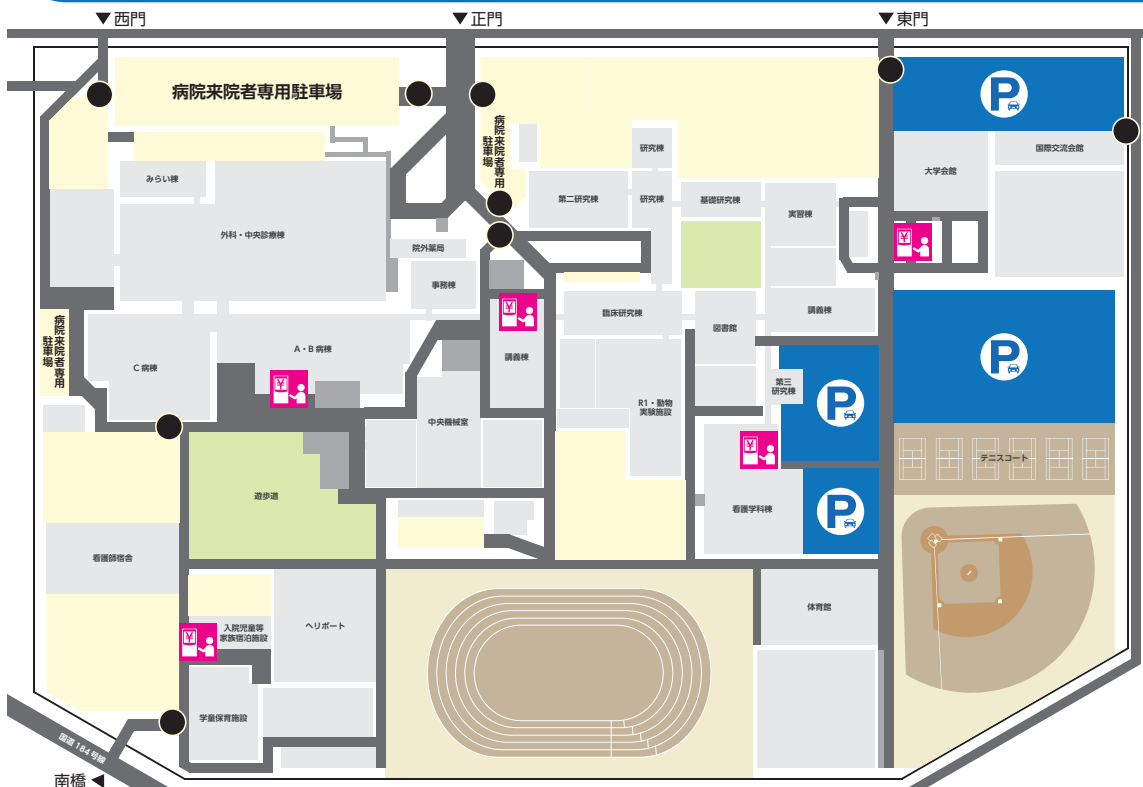 ▼西門
▼正門
▼東門
病院来院者専用駐車場
病院来院者専用
駐車場
P
国際交流会館
大学会館
研究棟
みらい棟
第二研究棟
研究棟
基礎研究棟
実習棟
外科・中央診療棟
院外薬局
¥
事務棟
¥
臨床研究棟
講義棟
図書館
病院来院者専用
駐車場
A・B 病棟
講義棟
P
C 病棟
¥
第三
研究棟
P
R1・動物
実験施設
中央機械室
¥
テニスコート
遊歩道
看護学科棟
P
看護師宿舎
体育館
入院児童等
家族宿泊施設
ヘリポート
¥
学童保育施設
国道 184 号線
南橋 ◀